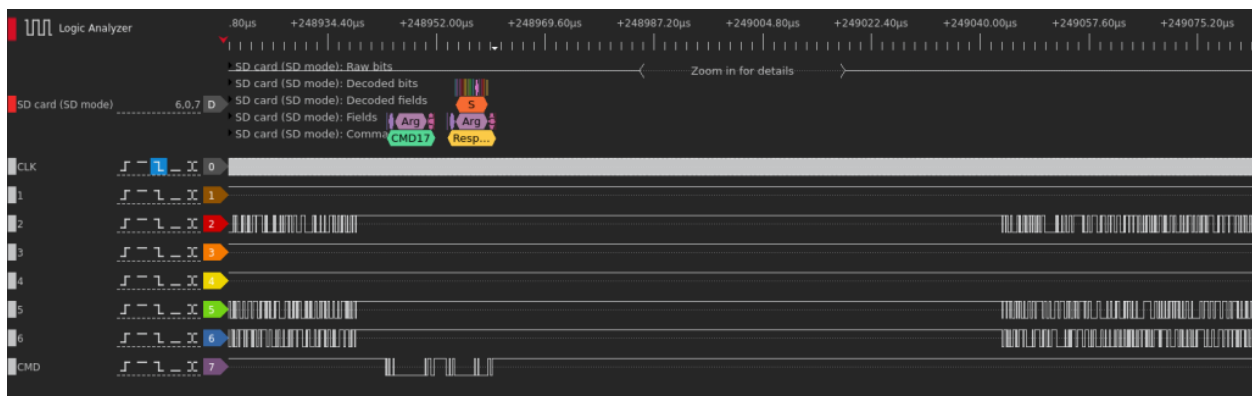 Logic Analyzer
.80µs +248934.40µs +248952.00µs +248969.60µs +248987.20µs +249004.80µs +249022.40µs +249040.00µs +249057.60µs +249075.20µs
SD card (SD mode): Raw bits
Zoom in for details
SD card (SD mode): Decoded bits
SD card (SD mode) 6,0,7 D SD card (SD mode): Decoded fields S
SD card (SD mode): Fields Arg Arg
SD card (SD mode): Comma CMD17 Resp...
CLK 0
1 1
2 2
3 3
4 4
5 5
6 6
CMD 7